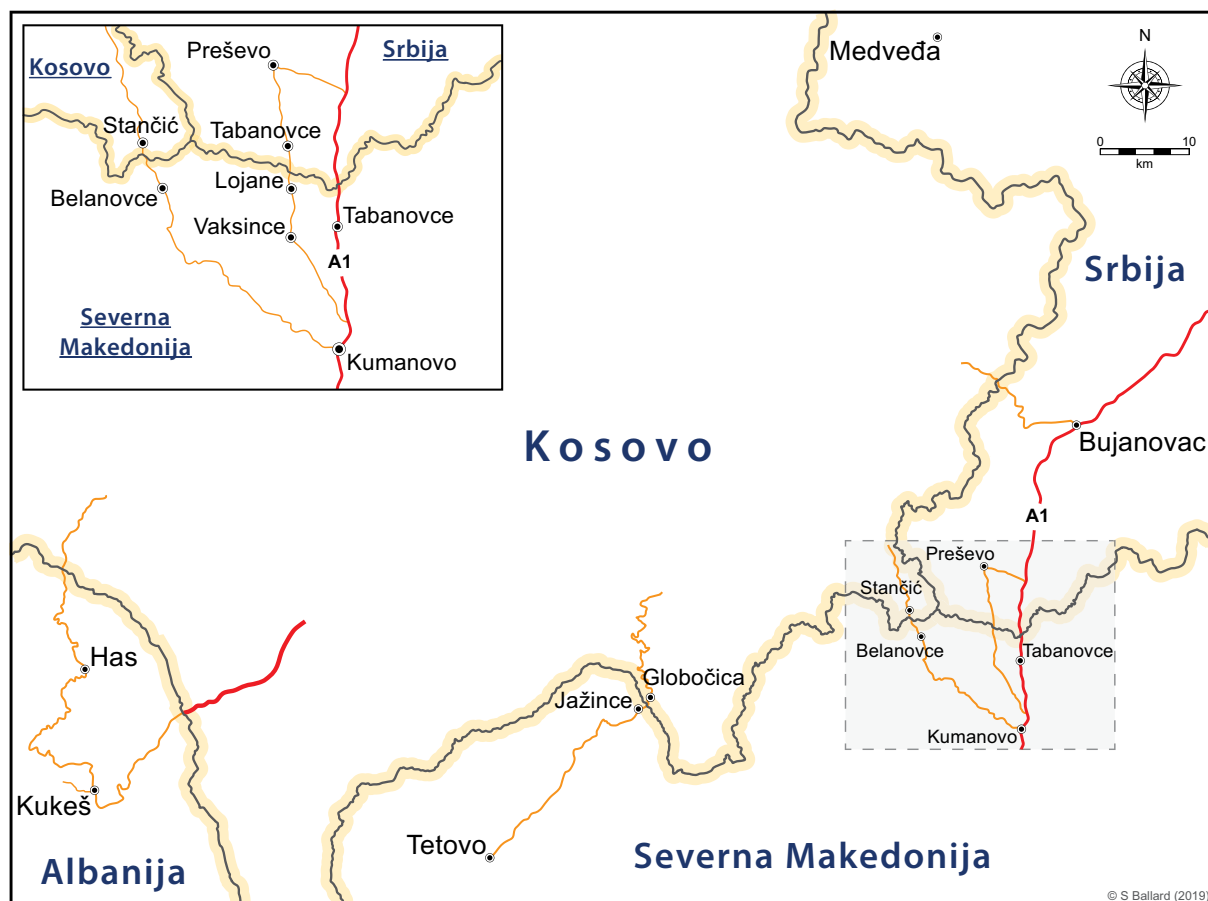 Kosovo
Preševo
Srbija
Stančić
Tabanovce
Belanovce
Lojane
Vaksince
Tabanovce
A1
Severna
Makedonija
Kumanovo
Medveđa
N
0
10
km
Srbija
Kosovo
Bujanovac
A1
Preševo
Stančić
Belanovce
Tabanovce
Kumanovo
Has
Globočica
Jažince
Kukeš
Tetovo
Albanija
Severna Makedonija
© S Ballard (2019)